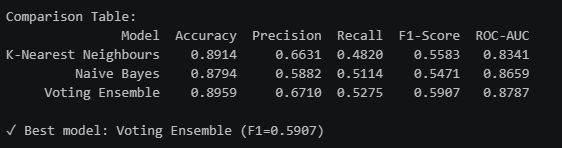 Comparison Table:
Model Accuracy Precision Recall F1-Score ROC-AUC
K-Nearest Neighbours 0.8914 0.6631 0.4820 0.5583 0.8341
Naive Bayes 0.8794 0.5882 0.5114 0.5471 0.8659
Voting Ensemble 0.8959 0.6710 0.5275 0.5907 0.8787
✓ Best model: Voting Ensemble (F1=0.5907)